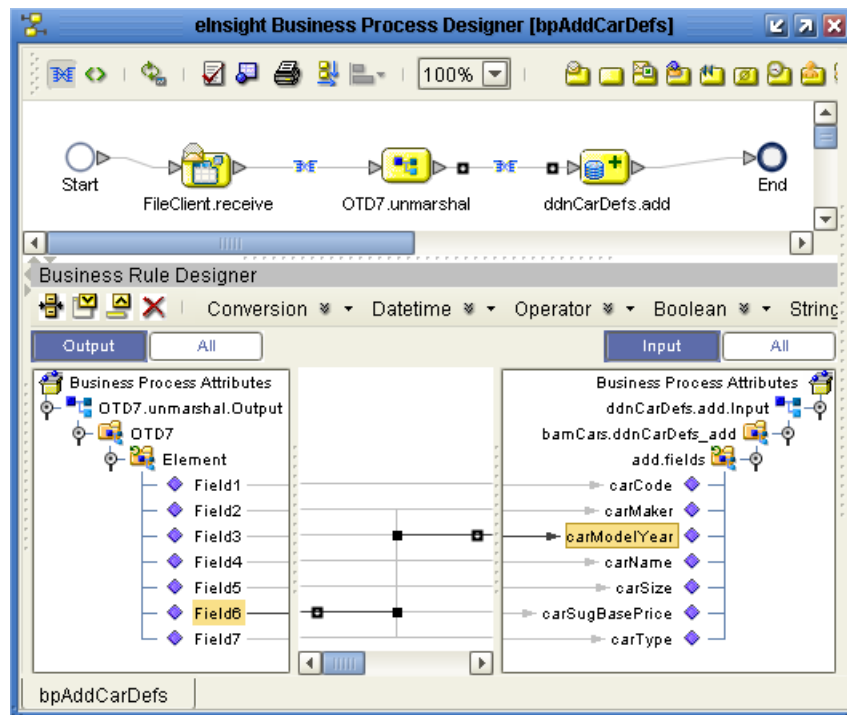 eInsight Business Process Designer [bpAddCarDefs]
100%
Start
FileClient.receive
OTD7.unmarshal
ddnCarDefs.add
End
Business Rule Designer
Conversion Datetime Operator Boolean String
Output All Input All
Business Process Attributes Business Process Attributes
OTD7.unmarshal.Output ddnCarDefs.add.Input
OTD7 bamCars.ddnCarDefs_add
Element add.fields
Field1 carCode
Field2 carMaker
Field3 carModelYear
Field4 carName
Field5 carSize
Field6 carSugBasePrice
Field7 carType
bpAddCarDefs